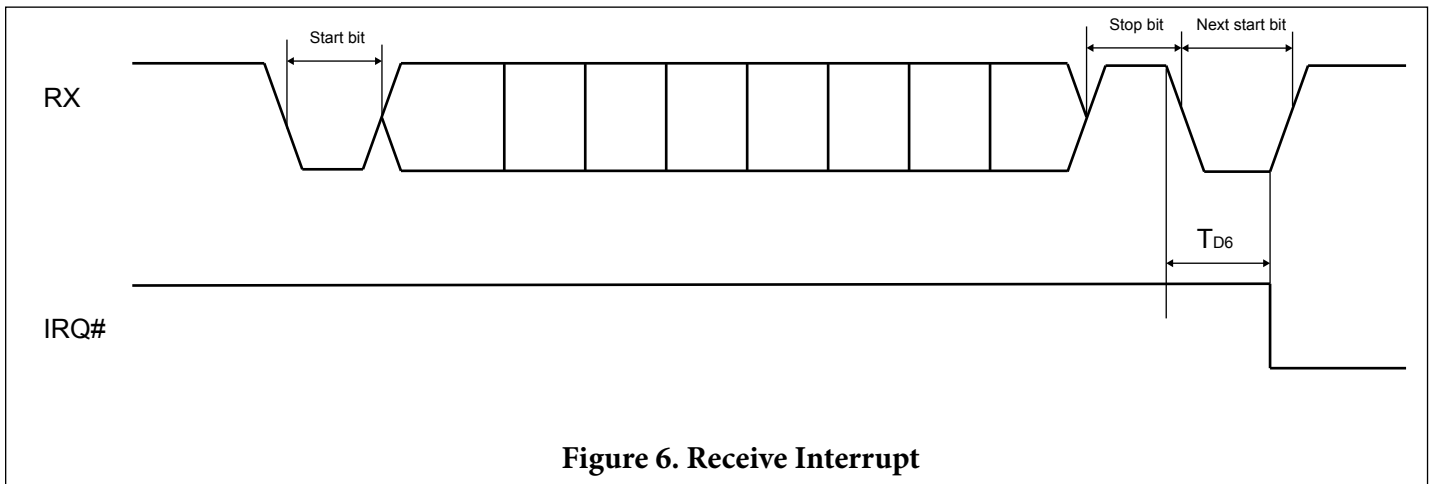 Start bit
Stop bit
Next start bit
RX
TD6
IRQ#
Figure 6. Receive Interrupt